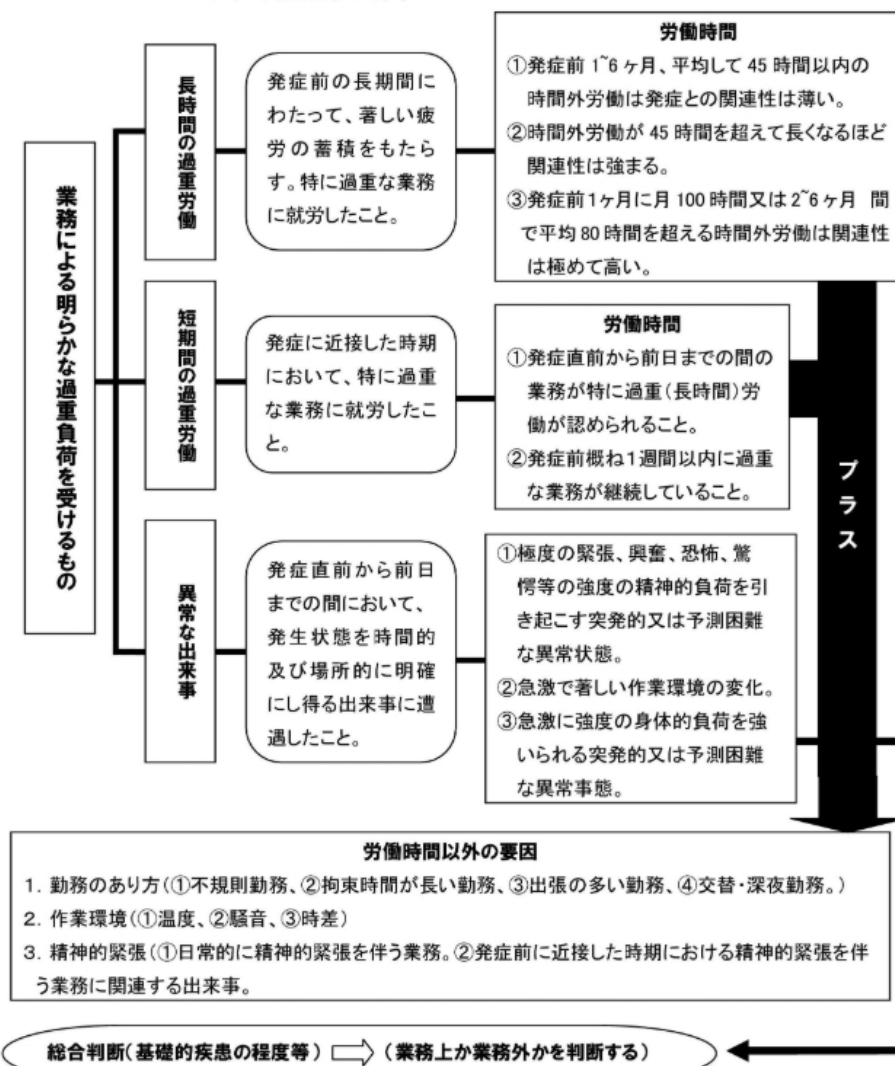 業務による明らかな過重負荷を受けるもの
長時間の過重労働
発症前の長期間に
わたって、著しい疲
労の蓄積をもたら
す。特に過重な業務
に就労したこと。
労働時間
①発症前 1~6 ヶ月、平均して 45 時間以内の
時間外労働は発症との関連性は薄い。
②時間外労働が 45 時間を超えて長くなるほど
関連性は強まる。
③発症前1ヶ月に月 100 時間又は 2~6ヶ月 間
で平均 80 時間を超える時間外労働は関連性
は極めて高い。
短期間の過重労働
発症に近接した時期
において、特に過重
な業務に就労したこ
と。
労働時間
①発症直前から前日までの間の
業務が特に過重(長時間)労
働が認められること。
②発症前概ね1週間以内に過重
な業務が継続していること。
プラス
異常な出来事
発症直前から前日
までの間において、
発生状態を時間的
及び場所的に明確
にし得る出来事に遭
遇したこと。
①極度の緊張、興奮、恐怖、驚
愕等の強度の精神的負荷を引
き起こす突発的又は予測困難
な異常状態。
②急激で著しい作業環境の変化。
③急激に強度の身体的負荷を強
いられる突発的又は予測困難
な異常事態。
労働時間以外の要因
1. 勤務のあり方(①不規則勤務、②拘束時間が長い勤務、③出張の多い勤務、④交替・深夜勤務。)
2. 作業環境(①温度、②騒音、③時差)
3. 精神的緊張(①日常的に精神的緊張を伴う業務。②発症前に近接した時期における精神的緊張を伴
う業務に関連する出来事。
総合判断(基礎的疾患の程度等) ⇨ (業務上か業務外かを判断する)